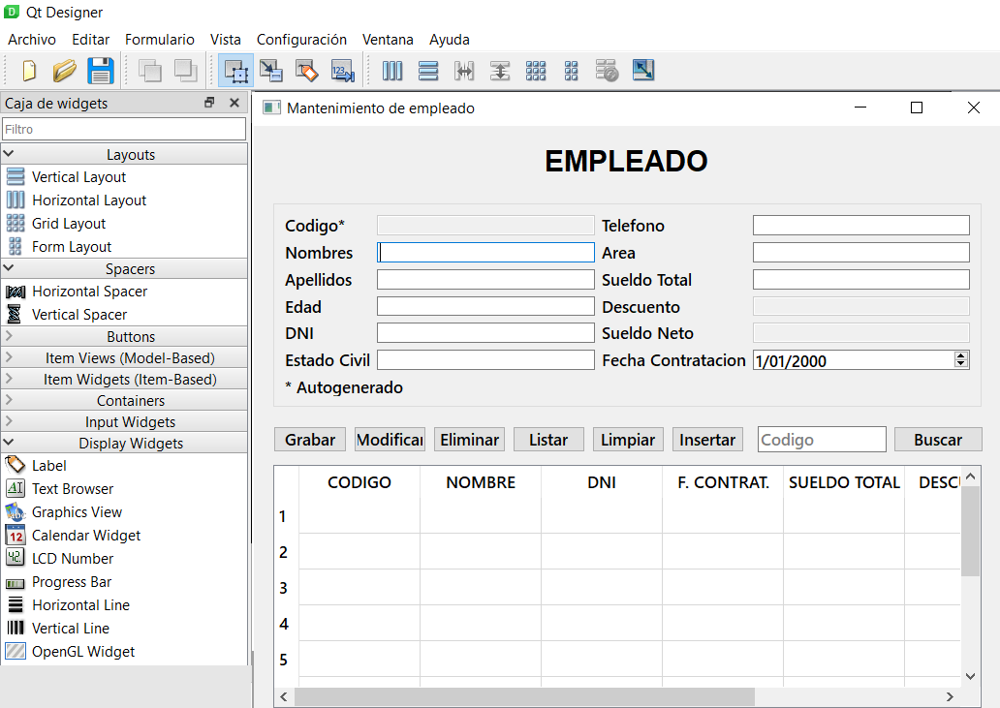 Qt Designer
Archivo Editar Formulario Vista Configuración Ventana Ayuda
123
Caja de widgets
Filtro
Layouts
Vertical Layout
Horizontal Layout
Grid Layout
Form Layout
Spacers
Horizontal Spacer
Vertical Spacer
Buttons
Item Views (Model-Based)
Item Widgets (Item-Based)
Containers
Input Widgets
Display Widgets
Label
Text Browser
Graphics View
12 Calendar Widget
42 LCD Number
Progress Bar
Horizontal Line
Vertical Line
OpenGL Widget
Mantenimiento de empleado
EMPLEADO
Codigo* Telefono
Nombres Area
Apellidos Sueldo Total
Edad Descuento
DNI Sueldo Neto
Estado Civil Fecha Contratacion 1/01/2000
* Autogenerado
Grabar Modificar Eliminar Listar Limpiar Insertar Codigo Buscar
CODIGO NOMBRE DNI F. CONTRAT. SUELDO TOTAL DESCU
1
2
3
4
5